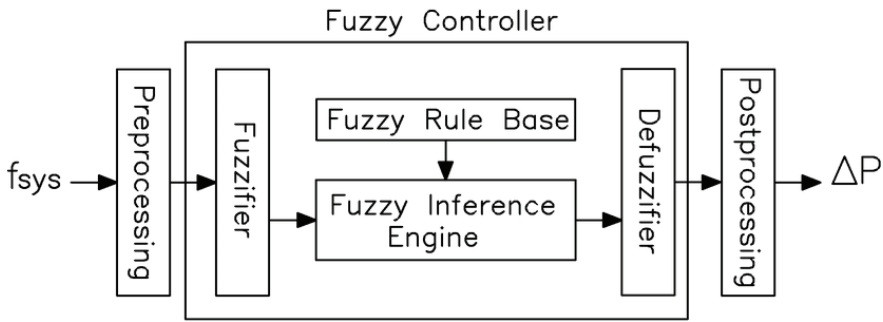 Fuzzy Controller
fsys
Preprocessing
Fuzzifier
Fuzzy Rule Base
Fuzzy Inference
Engine
Defuzzifier
Postprocessing
ΔP